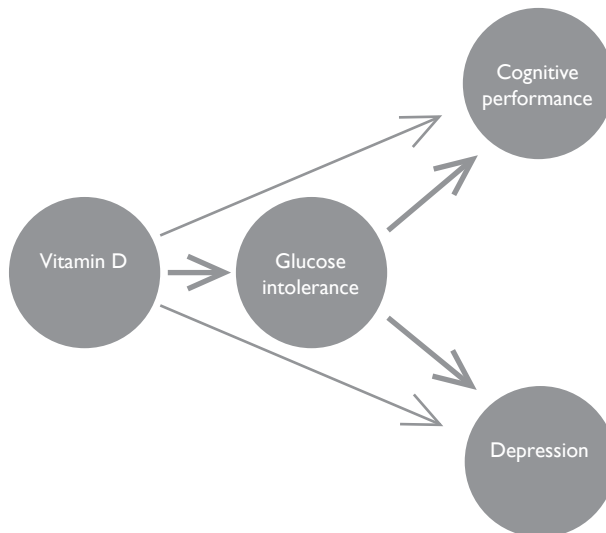 Cognitive
performance
Vitamin D
Glucose
intolerance
Depression